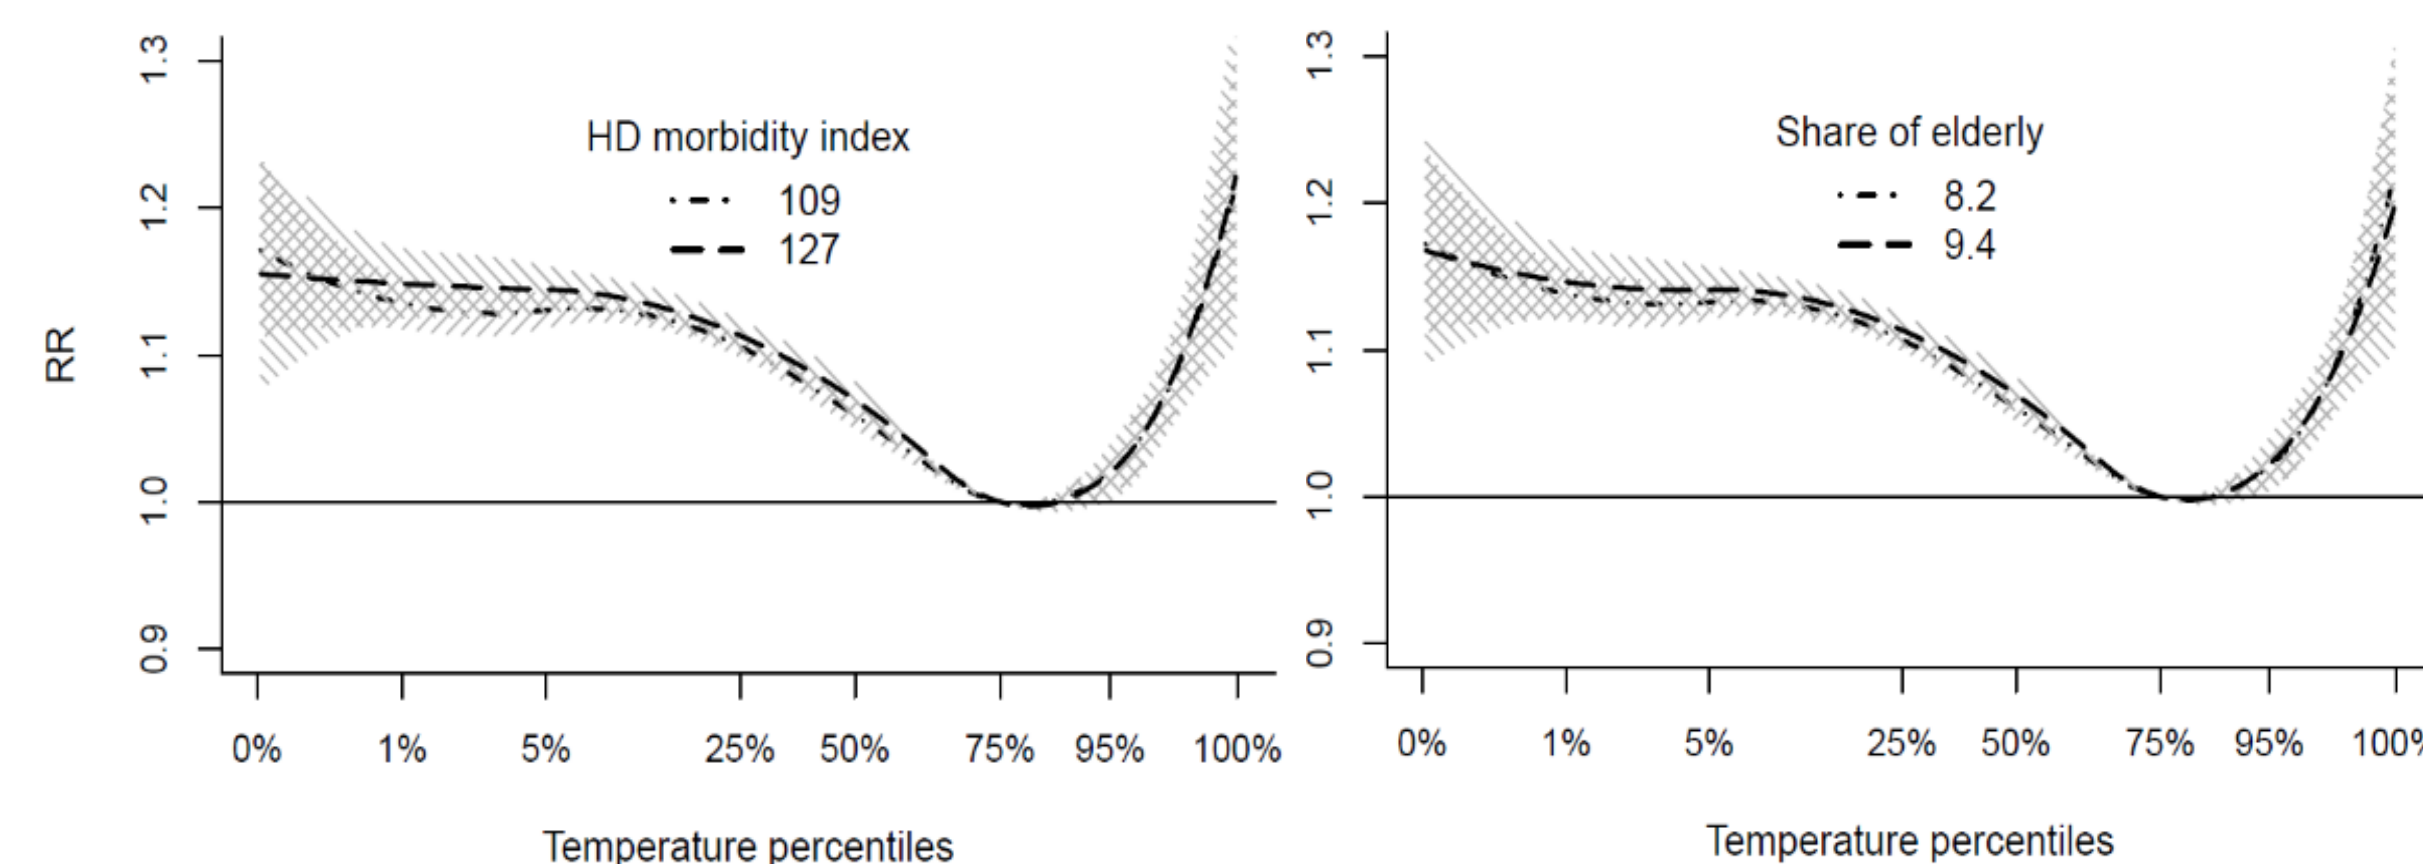 HD morbidity index
109
127
RR
1.3
1.2
1.1
1.0
0.9
0% 1% 5% 25% 50% 75% 95% 100%
Temperature percentiles
Share of elderly
8.2
9.4
1.3
1.2
1.1
1.0
0.9
0% 1% 5% 25% 50% 75% 95% 100%
Temperature percentiles